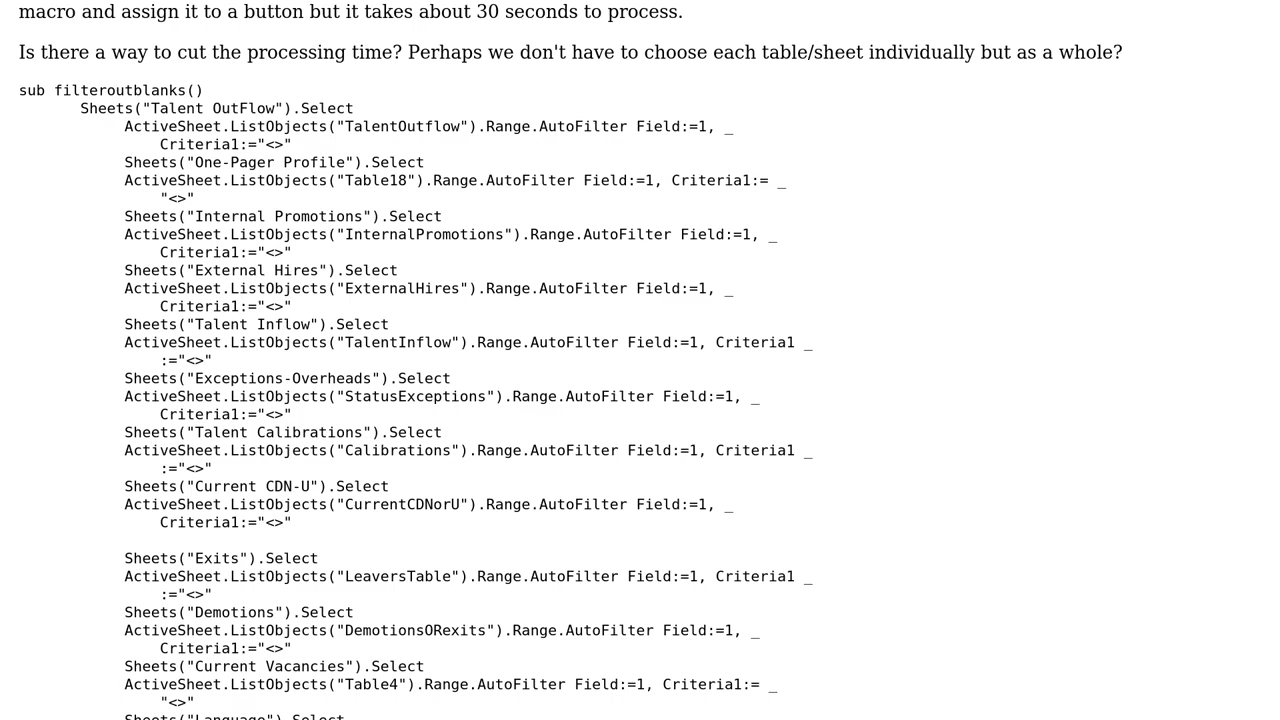 macro and assign it to a button but it takes about 30 seconds to process.
Is there a way to cut the processing time? Perhaps we don't have to choose each table/sheet individually but as a whole?
sub filteroutblanks()
Sheets("Talent OutFlow").Select
ActiveSheet.ListObjects("TalentOutflow").Range.AutoFilter Field:=1, _
Criteria1:="<>"
Sheets("One-Pager Profile").Select
ActiveSheet.ListObjects("Table18").Range.AutoFilter Field:=1, Criteria1:= _
"<>"
Sheets("Internal Promotions").Select
ActiveSheet.ListObjects("InternalPromotions").Range.AutoFilter Field:=1, _
Criteria1:="<>"
Sheets("External Hires").Select
ActiveSheet.ListObjects("ExternalHires").Range.AutoFilter Field:=1, _
Criteria1:="<>"
Sheets("Talent Inflow").Select
ActiveSheet.ListObjects("TalentInflow").Range.AutoFilter Field:=1, Criteria1 _
:="<>"
Sheets("Exceptions-Overheads").Select
ActiveSheet.ListObjects("StatusExceptions").Range.AutoFilter Field:=1, _
Criteria1:="<>"
Sheets("Talent Calibrations").Select
ActiveSheet.ListObjects("Calibrations").Range.AutoFilter Field:=1, Criteria1 _
:="<>"
Sheets("Current CDN-U").Select
ActiveSheet.ListObjects("CurrentCDNorU").Range.AutoFilter Field:=1, _
Criteria1:="<>"
Sheets("Exits").Select
ActiveSheet.ListObjects("LeaversTable").Range.AutoFilter Field:=1, Criteria1 _
:="<>"
Sheets("Demotions").Select
ActiveSheet.ListObjects("DemotionsORexits").Range.AutoFilter Field:=1, _
Criteria1:="<>"
Sheets("Current Vacancies").Select
ActiveSheet.ListObjects("Table4").Range.AutoFilter Field:=1, Criteria1:= _
"<>"
Sheets("Language").Select